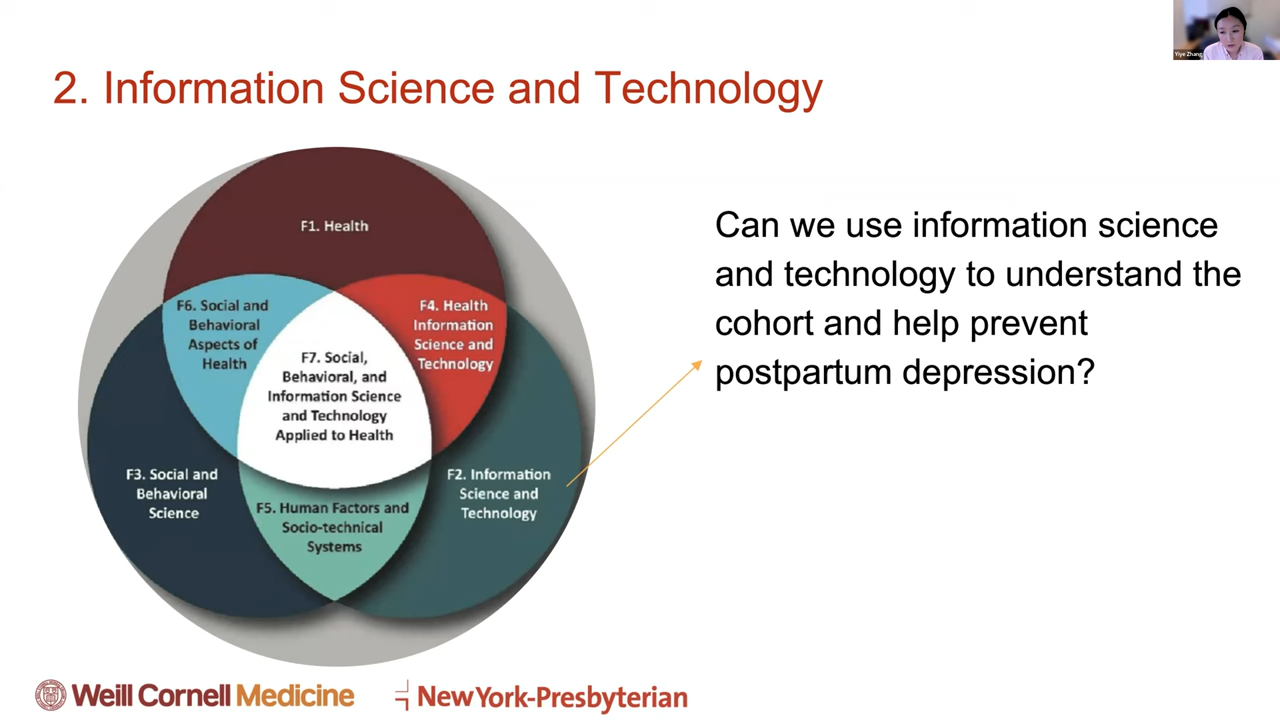 Yiye Zhang
2. Information Science and Technology
F1. Health
F6. Social and
Behavioral
Aspects of
Health
F4. Health
Information
Science and
Technology
F7. Social,
Behavioral, and
Information Science
and Technology
Applied to Health
F3. Social and
Behavioral
Science
F2. Information
Science and
Technology
F5. Human Factors and
Socio-technical
Systems
Can we use information science
and technology to understand the
cohort and help prevent
postpartum depression?
Weill Cornell Medicine
NewYork-Presbyterian